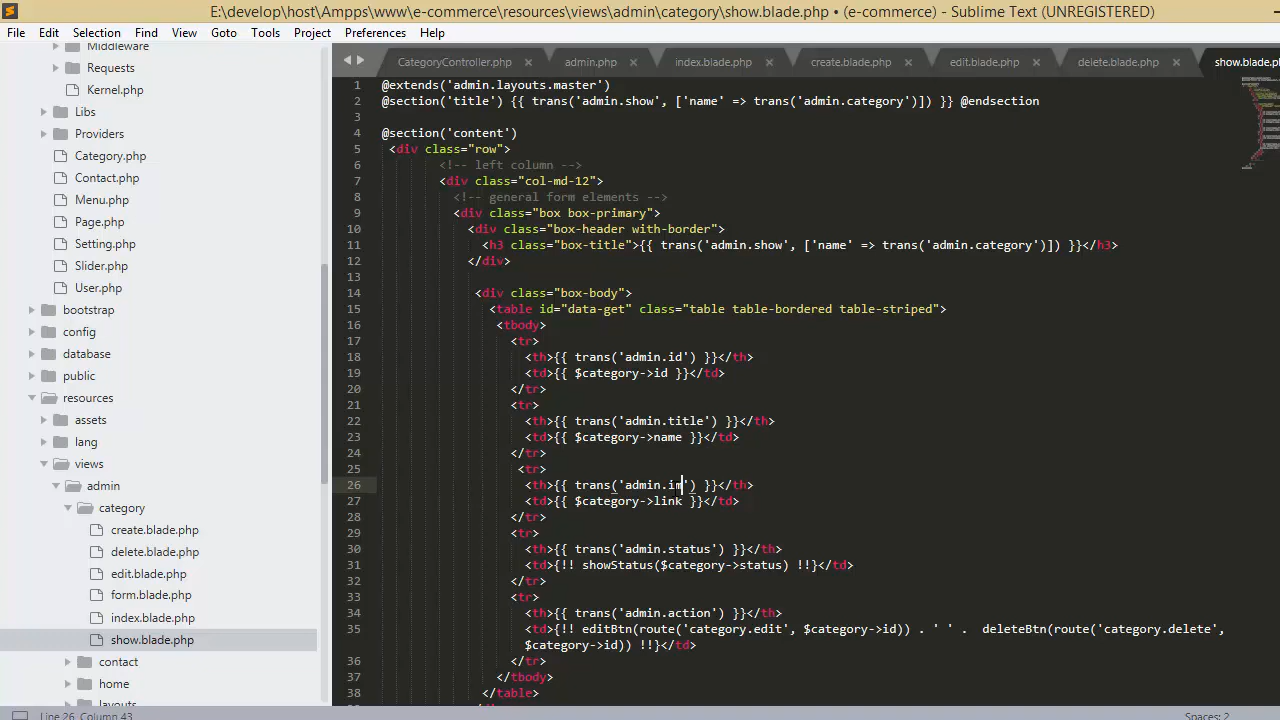 E:\develop\host\Ampps\www\e-commerce\resources\views\admin\category\show.blade.php • (e-commerce) - Sublime Text (UNREGISTERED)
File Edit Selection Find View Goto Tools Project Preferences Help
CategoryController.php × admin.php × index.blade.php × create.blade.php × edit.blade.php × delete.blade.php × show.blade.ph
Middleware
Requests
Kernel.php
Libs
Providers
Category.php
Contact.php
Menu.php
Page.php
Setting.php
Slider.php
User.php
bootstrap
config
database
public
resources
assets
lang
views
admin
category
create.blade.php
delete.blade.php
edit.blade.php
form.blade.php
index.blade.php
show.blade.php
contact
home
layouts
1 @extends('admin.layouts.master')
2 @section('title') {{ trans('admin.show', ['name' => trans('admin.category')]) }} @endsection
3
4 @section('content')
5 <div class="row">
6 <!-- left column -->
7 <div class="col-md-12">
8 <!-- general form elements -->
9 <div class="box box-primary">
10 <div class="box-header with-border">
11 <h3 class="box-title">{{ trans('admin.show', ['name' => trans('admin.category')]) }}</h3>
12 </div>
13
14 <div class="box-body">
15 <table id="data-get" class="table table-bordered table-striped">
16 <tbody>
17 <tr>
18 <th>{{ trans('admin.id') }}</th>
19 <td>{{ $category->id }}</td>
20 </tr>
21 <tr>
22 <th>{{ trans('admin.title') }}</th>
23 <td>{{ $category->name }}</td>
24 </tr>
25 <tr>
26 <th>{{ trans('admin.im') }}</th>
27 <td>{{ $category->link }}</td>
28 </tr>
29 <tr>
30 <th>{{ trans('admin.status') }}</th>
31 <td>{!! showStatus($category->status) !!}</td>
32 </tr>
33 <tr>
34 <th>{{ trans('admin.action') }}</th>
35 <td>{!! editBtn(route('category.edit', $category->id)) . ' ' .  deleteBtn(route('category.delete',
$category->id)) !!}</td>
36 </tr>
37 </tbody>
38 </table>
Line 26, Column 43
Spaces: 2